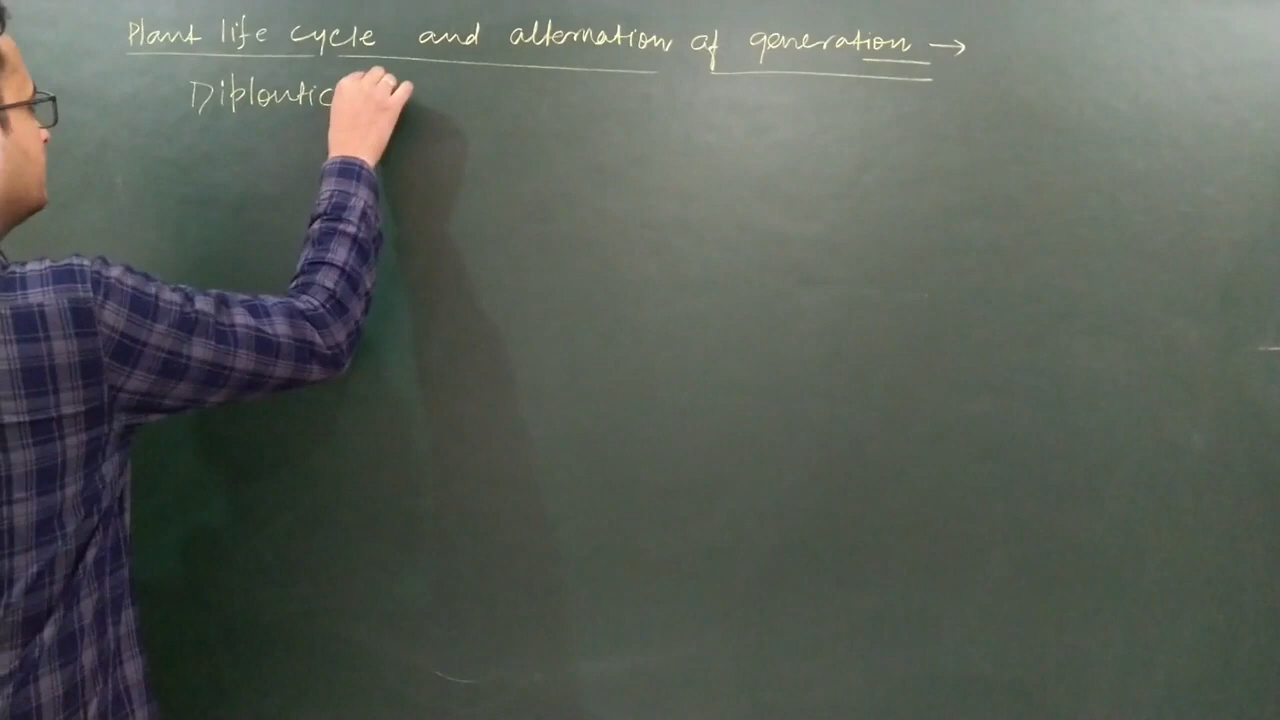 Plant life cycle and alternation of generation →
Diplontic